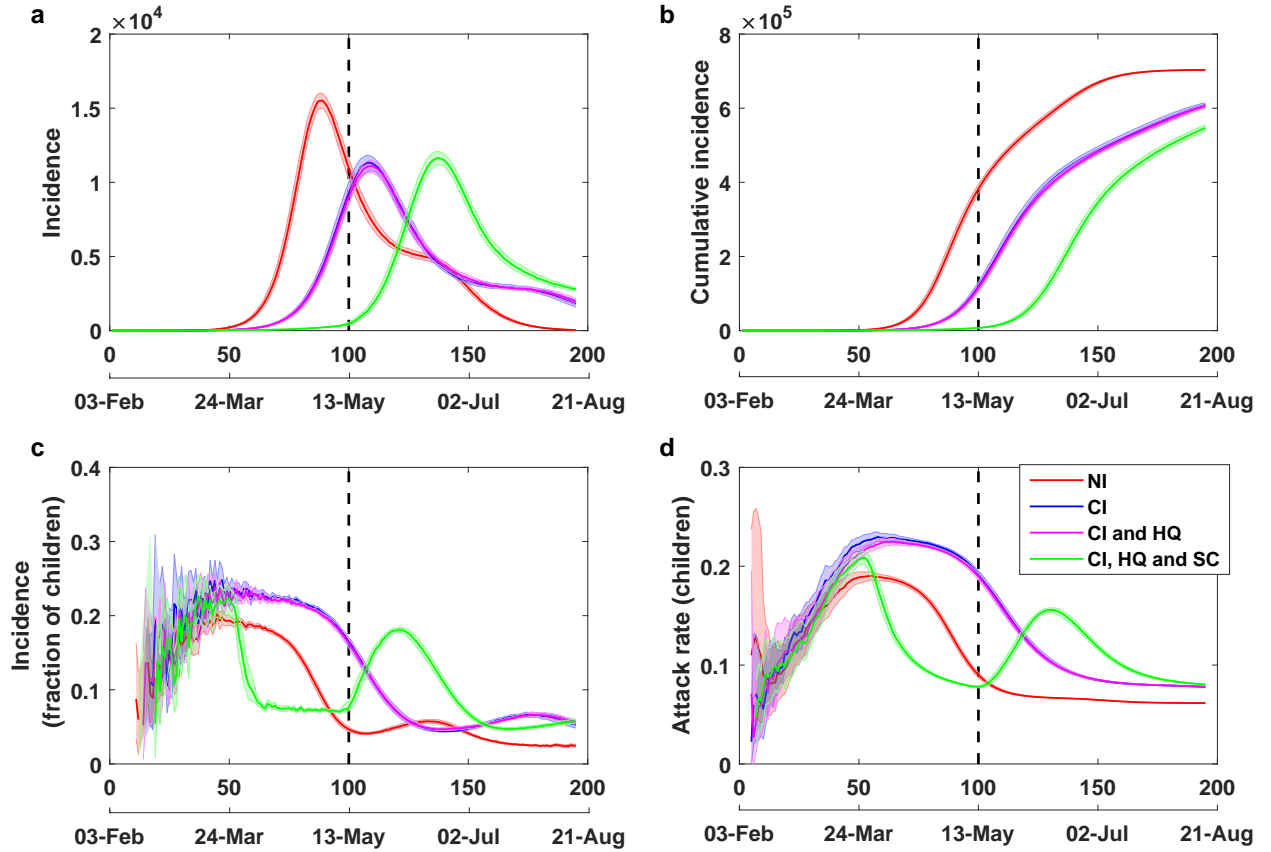 a
×10⁴
2
1.5
1
0.5
0
Incidence
0 50 100 150 200
03-Feb 24-Mar 13-May 02-Jul 21-Aug
b
×10⁵
8
6
4
2
0
Cumulative incidence
0 50 100 150 200
03-Feb 24-Mar 13-May 02-Jul 21-Aug
c
0.4
0.3
0.2
0.1
0
Incidence
(fraction of children)
0 50 100 150 200
03-Feb 24-Mar 13-May 02-Jul 21-Aug
d
0.3
0.2
0.1
0
Attack rate (children)
NI
CI
CI and HQ
CI, HQ and SC
0 50 100 150 200
03-Feb 24-Mar 13-May 02-Jul 21-Aug